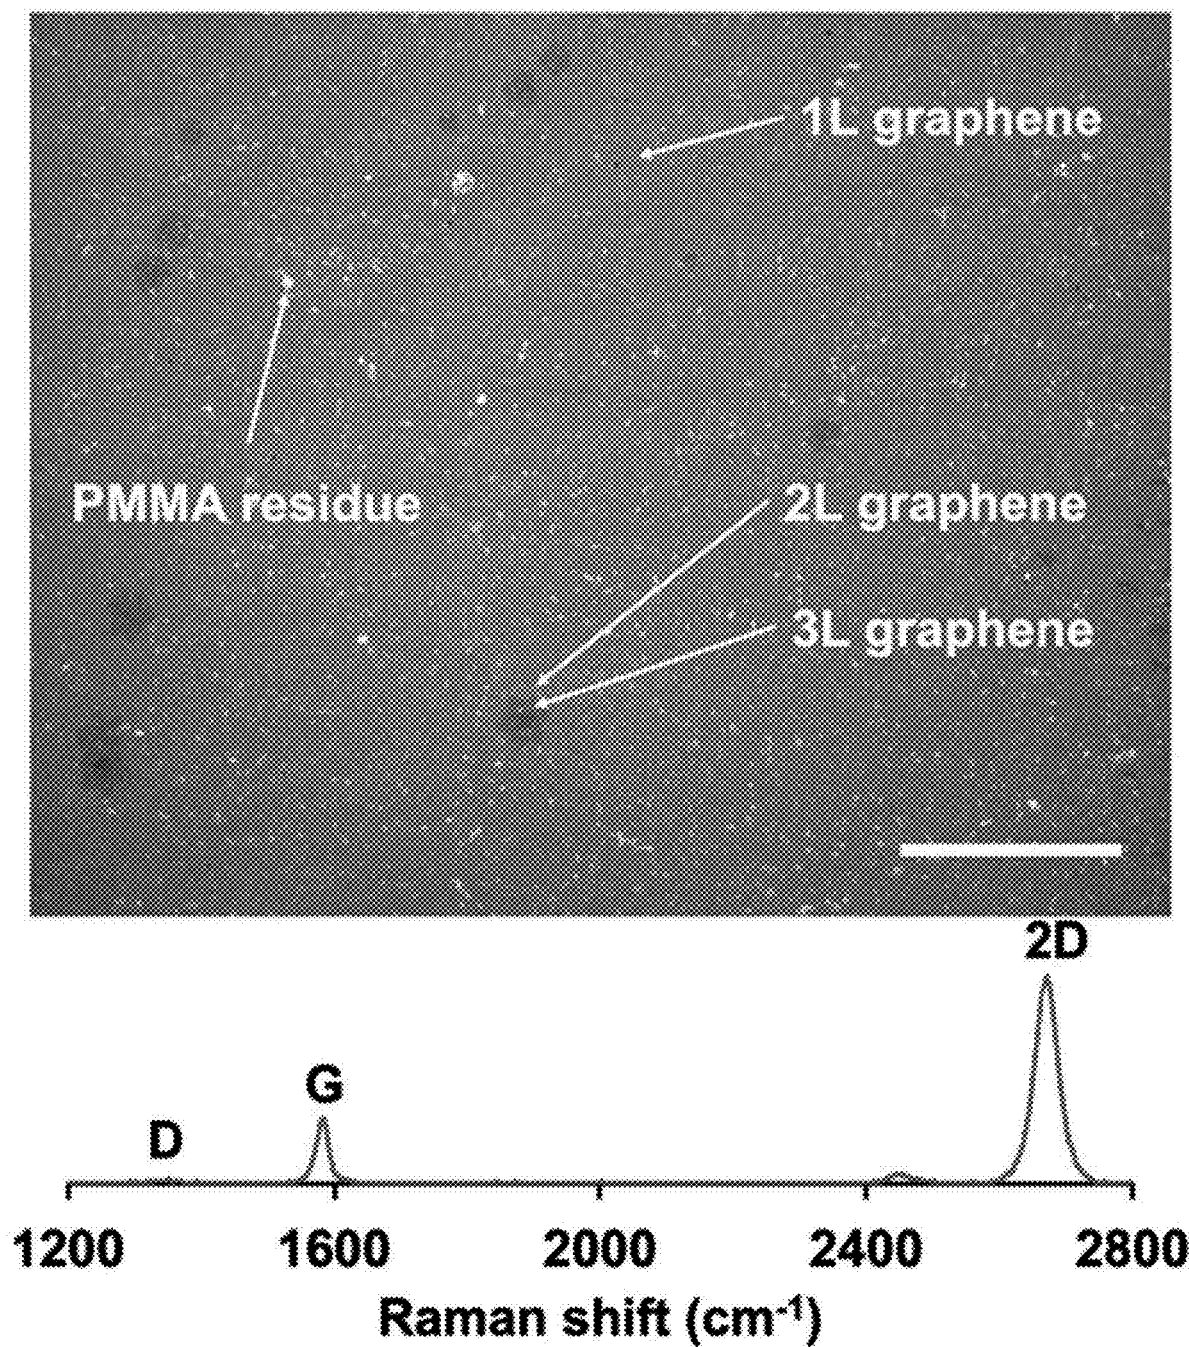 1L graphene
PMMA residue
2L graphene
3L graphene
2D
G
D
1200 1600 2000 2400 2800
Raman shift (cm-1)